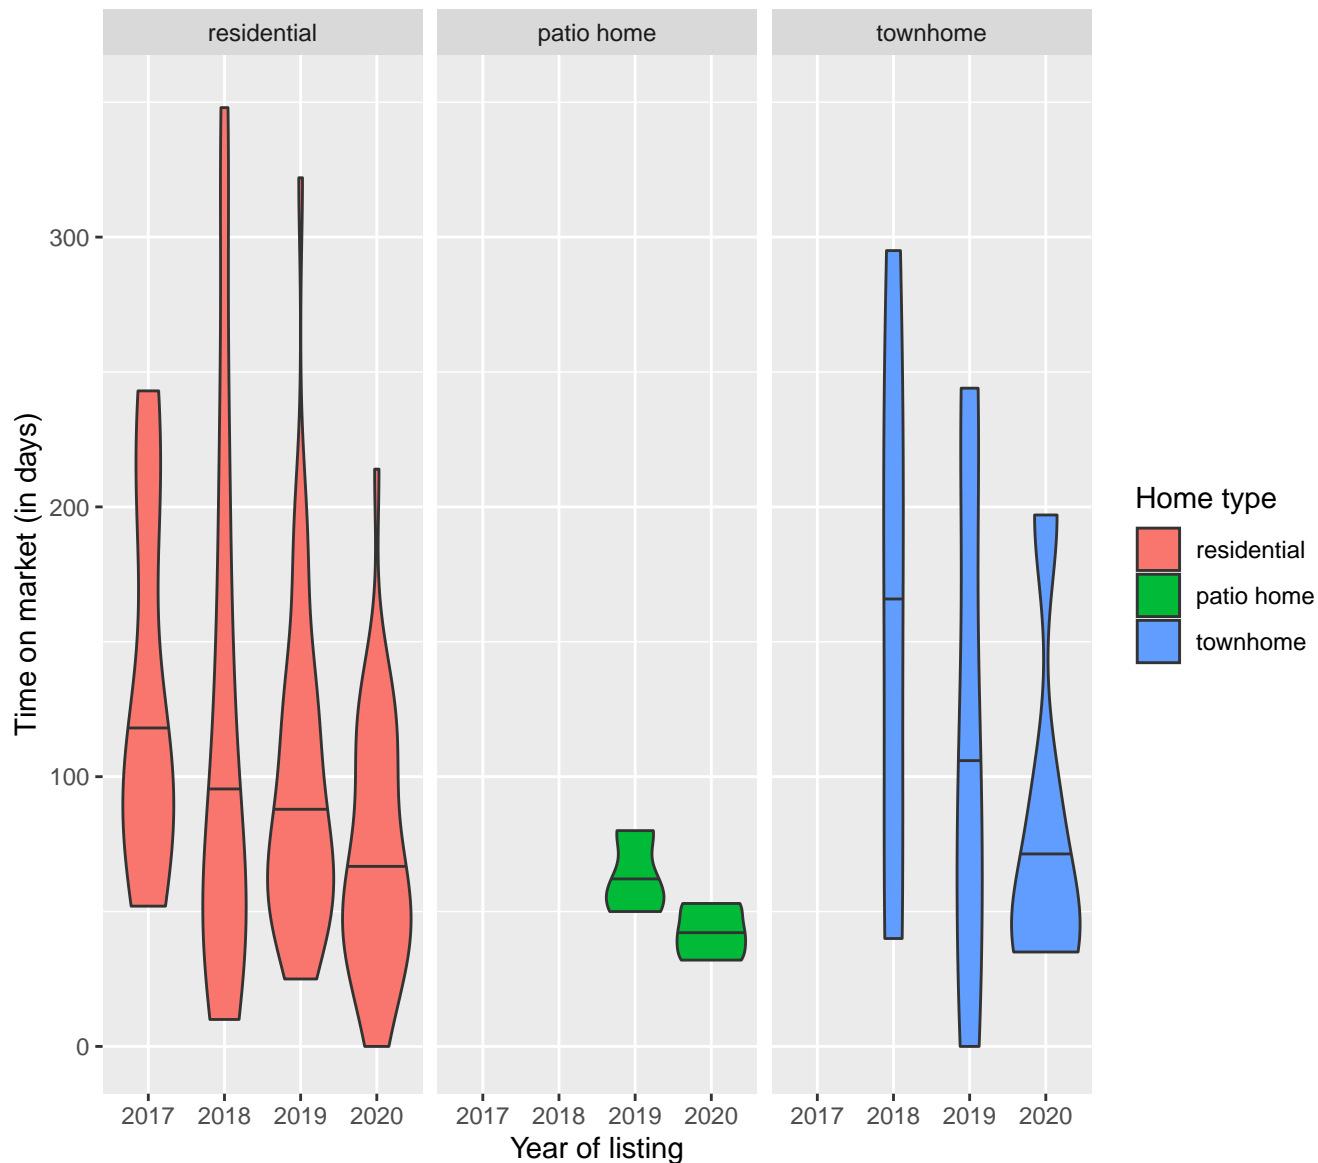 residential
patio home
townhome
300
200
100
0
Time on market (in days)
2017 2018 2019 2020
2017 2018 2019 2020
2017 2018 2019 2020
Year of listing
Home type
residential
patio home
townhome